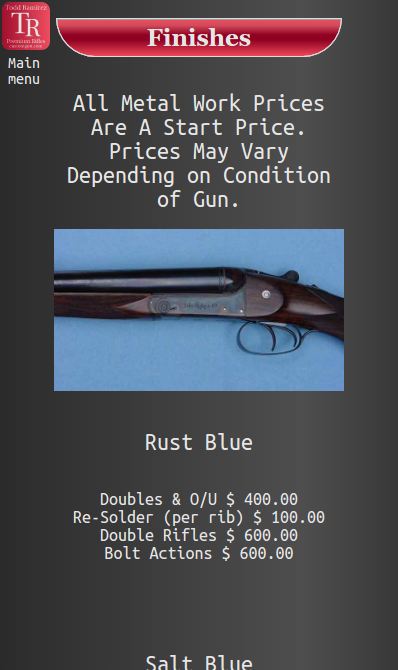 Todd Ramirez
TR
Premium Rifles
Finishes
Main
menu
All Metal Work Prices
Are A Start Price.
Prices May Vary
Depending on Condition
of Gun.
Rust Blue
Doubles & O/U $ 400.00
Re-Solder (per rib) $ 100.00
Double Rifles $ 600.00
Bolt Actions $ 600.00
Salt Blue